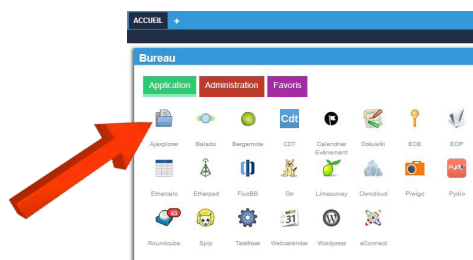 ACCUEIL +
Bureau
Application Administration Favoris
Cdt
Ajaxplorer Balado Bergamote CDT Calendrier Evènement Dokuwiki EOE EOP
Pydio
Ethercalc Etherpad FluxBB Grr Limesurvey Owncloud Piwigo Pydio
63
31
Roundcube Spip Taskfreak Webcalendar Wordpress eConnect